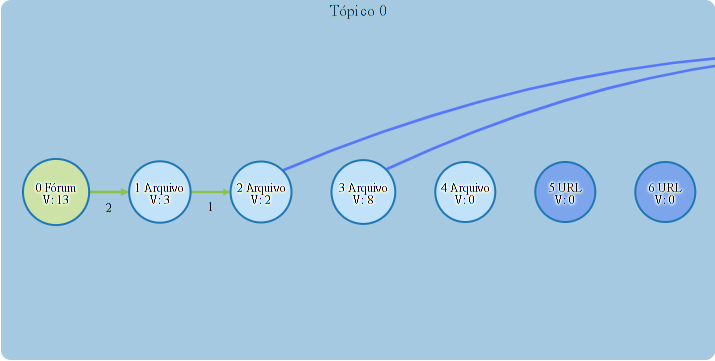 Tópico 0
0 Fórum
V: 13
1 Arquivo
V: 3
2 Arquivo
V: 2
3 Arquivo
V: 8
4 Arquivo
V: 0
5 URL
V: 0
6 URL
V: 0
2
1